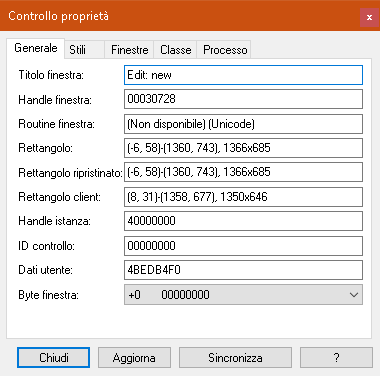 Controllo proprietà x
Generale Stili Finestre Classe Processo
Titolo finestra: Edit: new
Handle finestra: 00030728
Routine finestra: (Non disponibile) (Unicode)
Rettangolo: (-6, 58)-(1360, 743), 1366x685
Rettangolo ripristinato: (-6, 58)-(1360, 743), 1366x685
Rettangolo client: (8, 31)-(1358, 677), 1350x646
Handle istanza: 40000000
ID controllo: 00000000
Dati utente: 4BEDB4F0
Byte finestra: +0 00000000
Chiudi Aggiorna Sincronizza ?